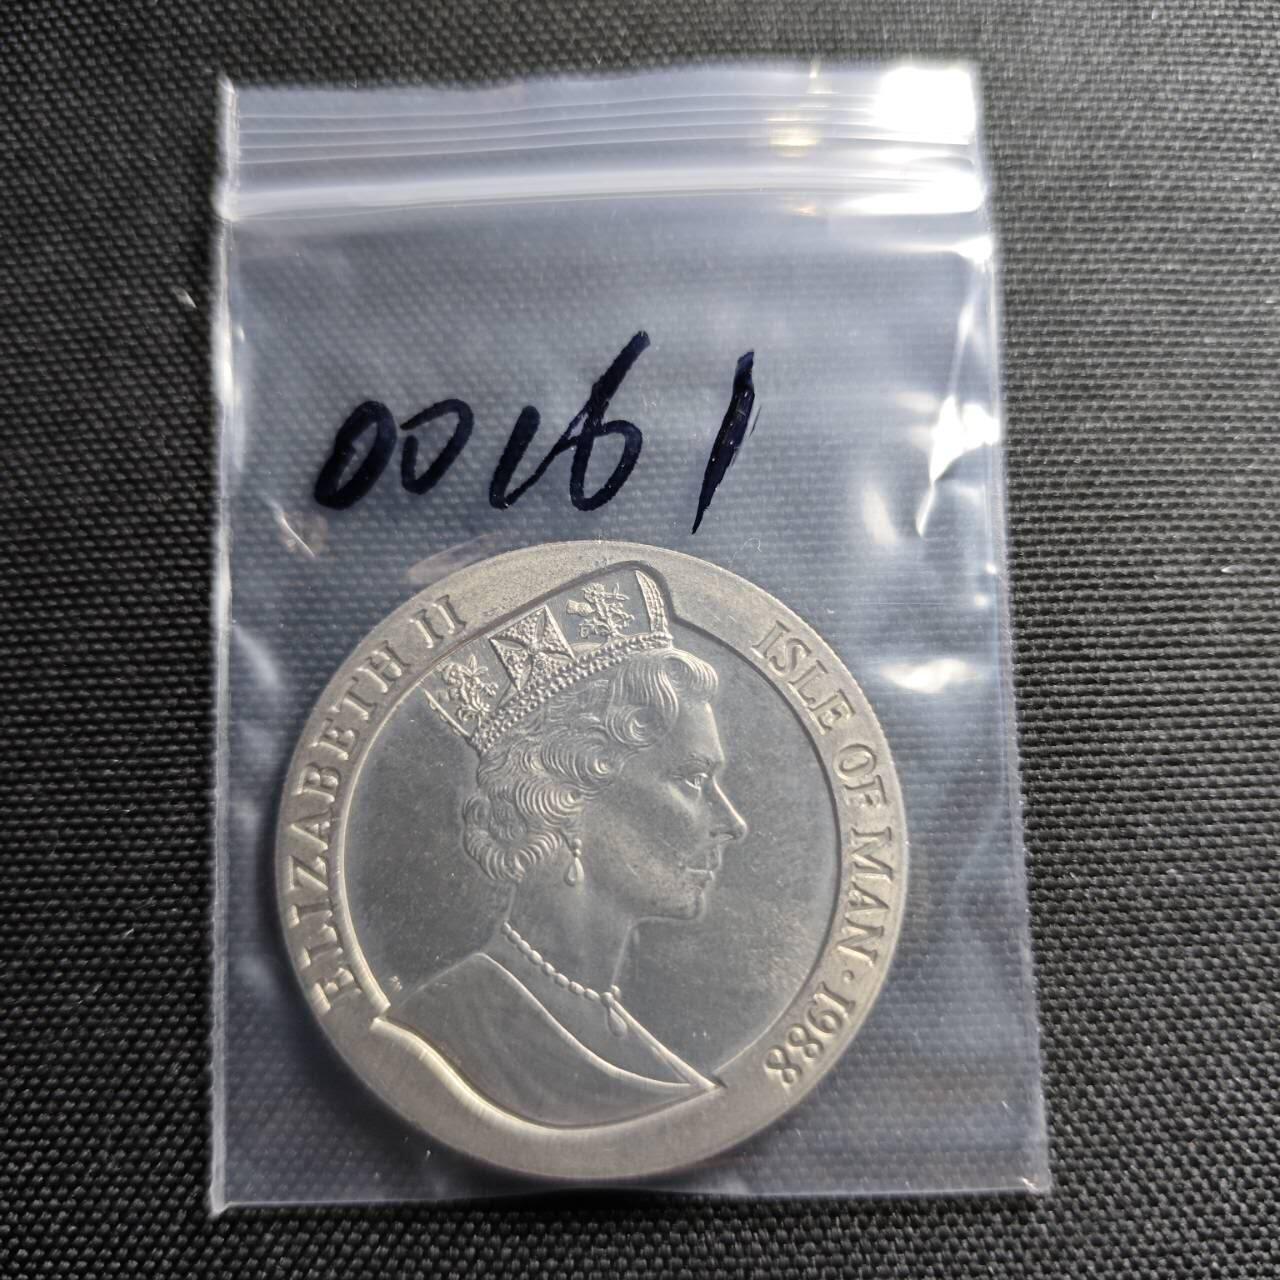 00161
ELIZABETH II
ISLE OF MAN · 1988